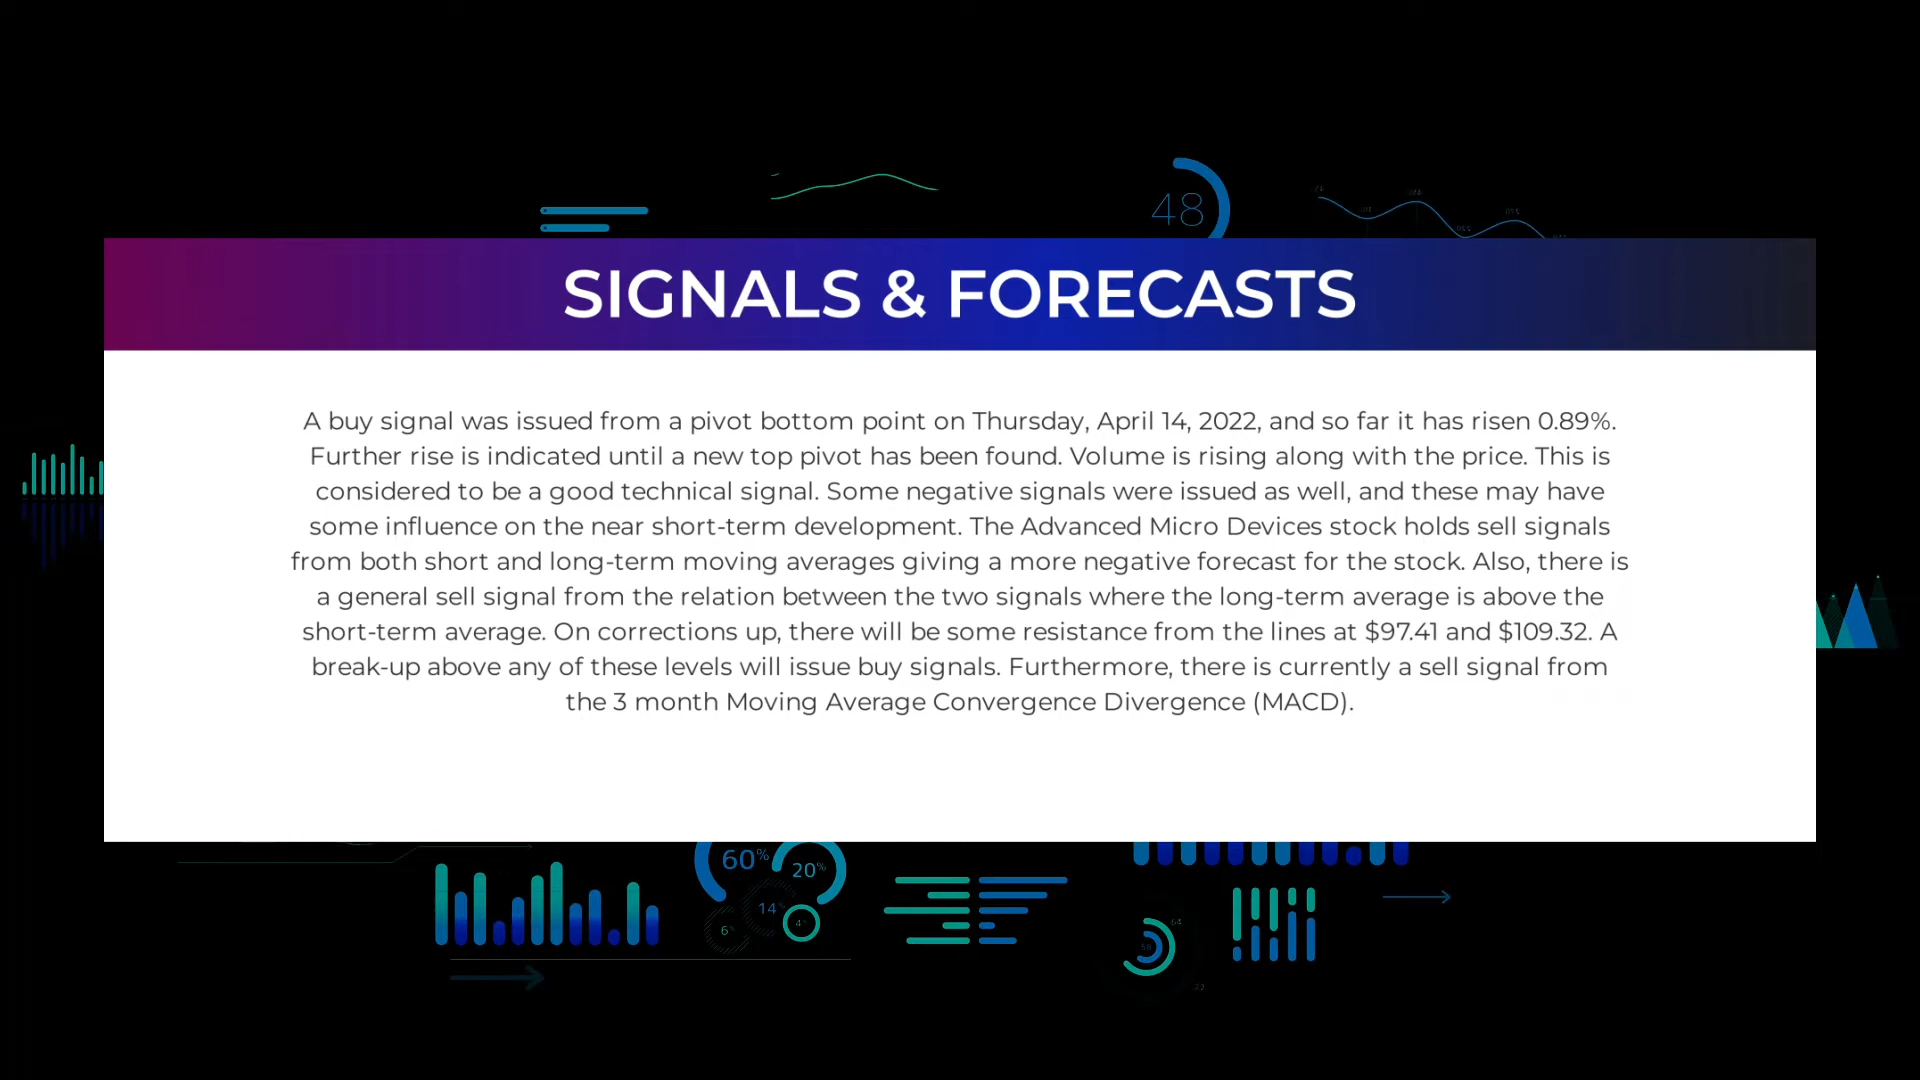 48
SIGNALS & FORECASTS
A buy signal was issued from a pivot bottom point on Thursday, April 14, 2022, and so far it has risen 0.89%.
Further rise is indicated until a new top pivot has been found. Volume is rising along with the price. This is
considered to be a good technical signal. Some negative signals were issued as well, and these may have
some influence on the near short-term development. The Advanced Micro Devices stock holds sell signals
from both short and long-term moving averages giving a more negative forecast for the stock. Also, there is
a general sell signal from the relation between the two signals where the long-term average is above the
short-term average. On corrections up, there will be some resistance from the lines at $97.41 and $109.32. A
break-up above any of these levels will issue buy signals. Furthermore, there is currently a sell signal from
the 3 month Moving Average Convergence Divergence (MACD).
60%
20%
14
6
4
64